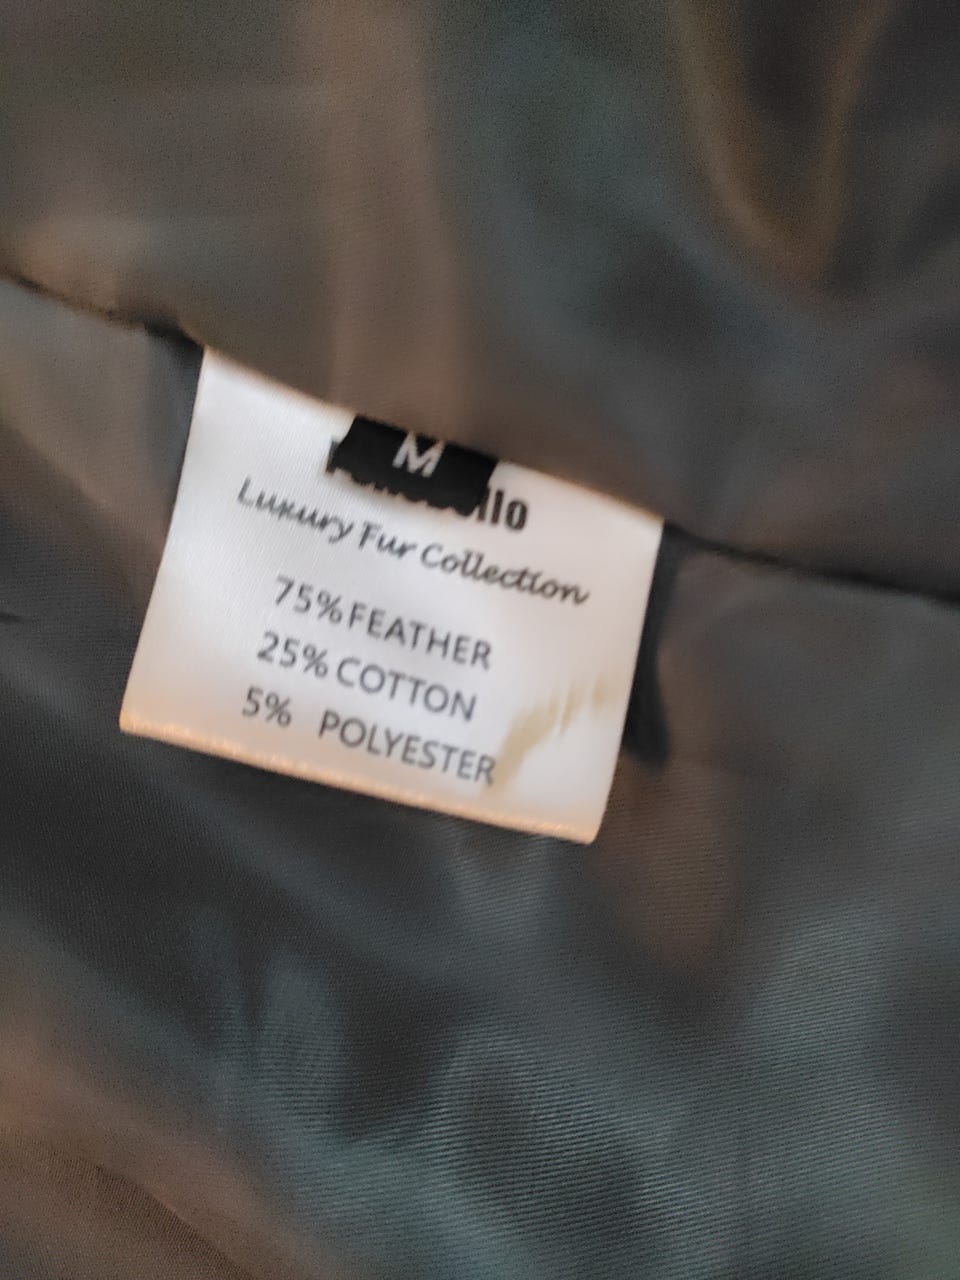 M
Luxury Fur Collection
75% FEATHER
25% COTTON
5% POLYESTER